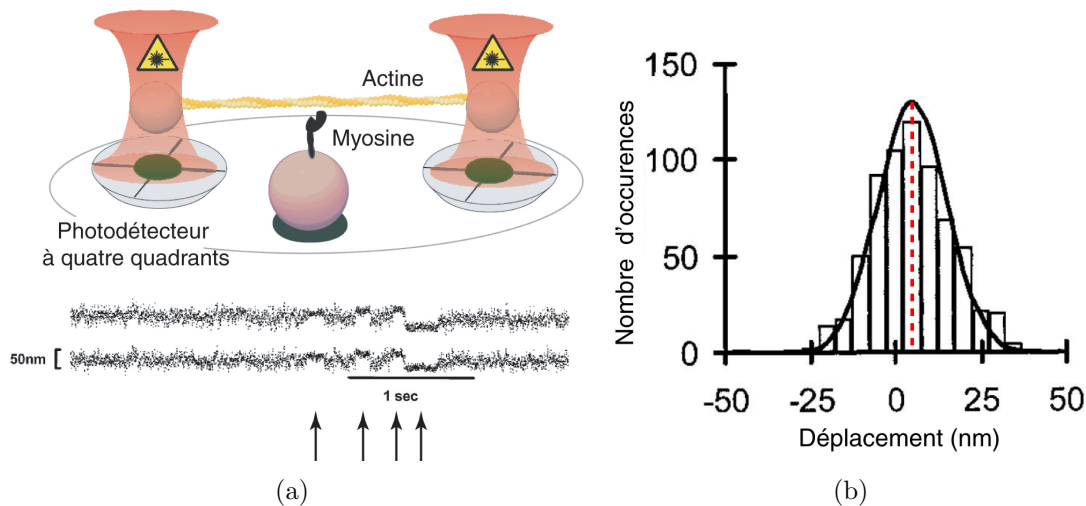 Actine
Myosine
Photodétecteur
à quatre quadrants
50nm
1 sec
(a)
Nombre d'occurences
150
100
50
0
-50
-25
0
25
50
Déplacement (nm)
(b)